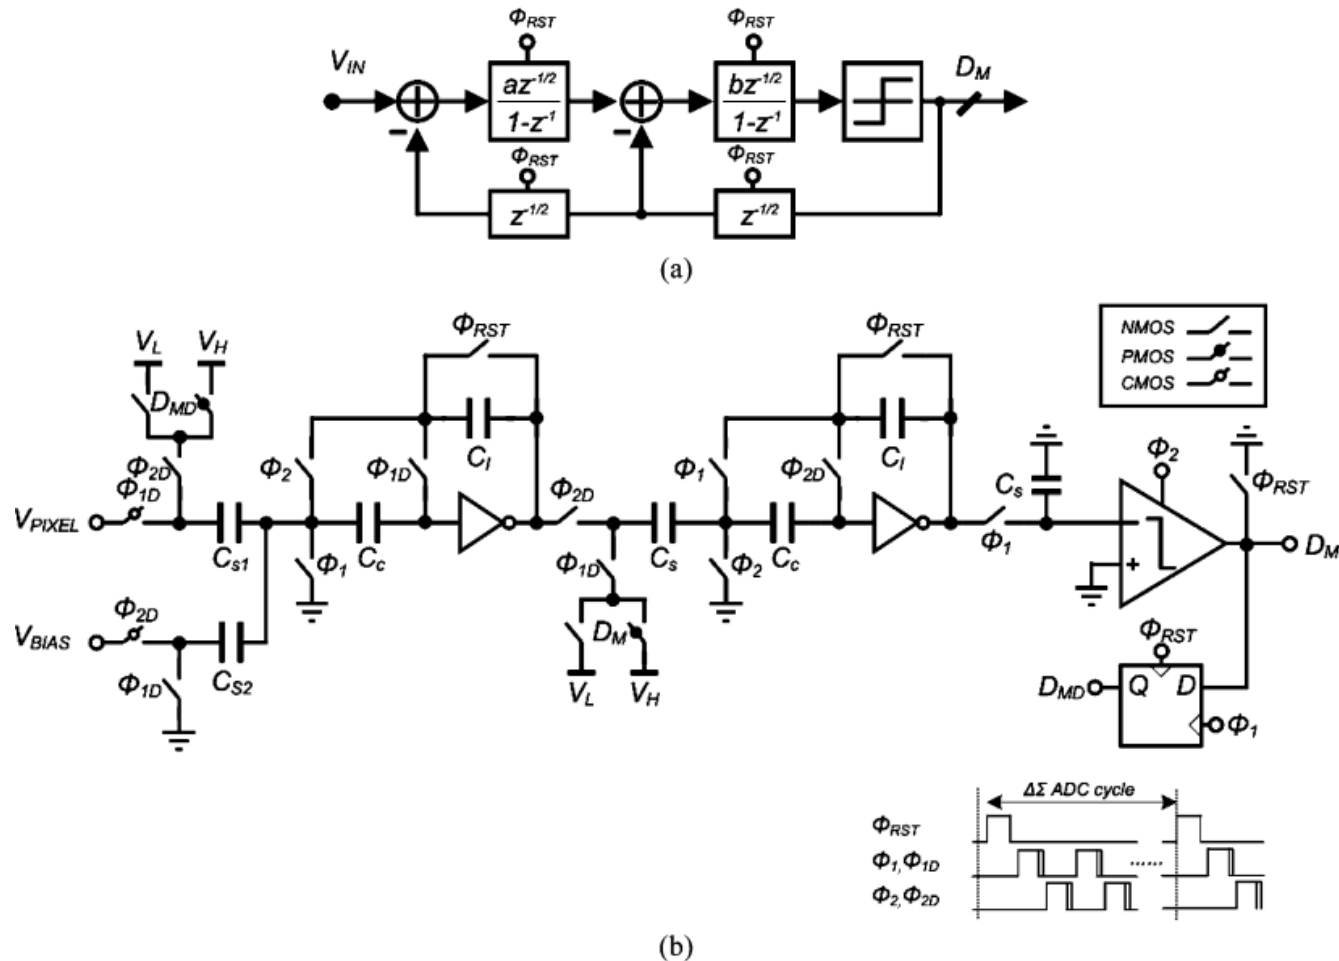 Φ_RST Φ_RST
V_IN D_M
az^-1/2 bz^-1/2
1-z^-1 1-z^-1
− −
Φ_RST Φ_RST
z^-1/2 z^-1/2
(a)
V_L V_H Φ_RST Φ_RST NMOS
PMOS
CMOS
D_MD
C_I C_I
Φ_2D Φ_2 Φ_1D Φ_1 Φ_2D Φ_2
Φ_1D Φ_2D C_s Φ_RST
V_PIXEL D_M
C_s1 Φ_1 C_c Φ_1D C_s Φ_2 C_c Φ_1
− +
Φ_2D D_M Φ_RST
V_BIAS
Φ_1D C_S2 V_L V_H D_MD Q D
Φ_1
ΔΣ ADC cycle
Φ_RST
Φ_1,Φ_1D ......
Φ_2,Φ_2D
(b)